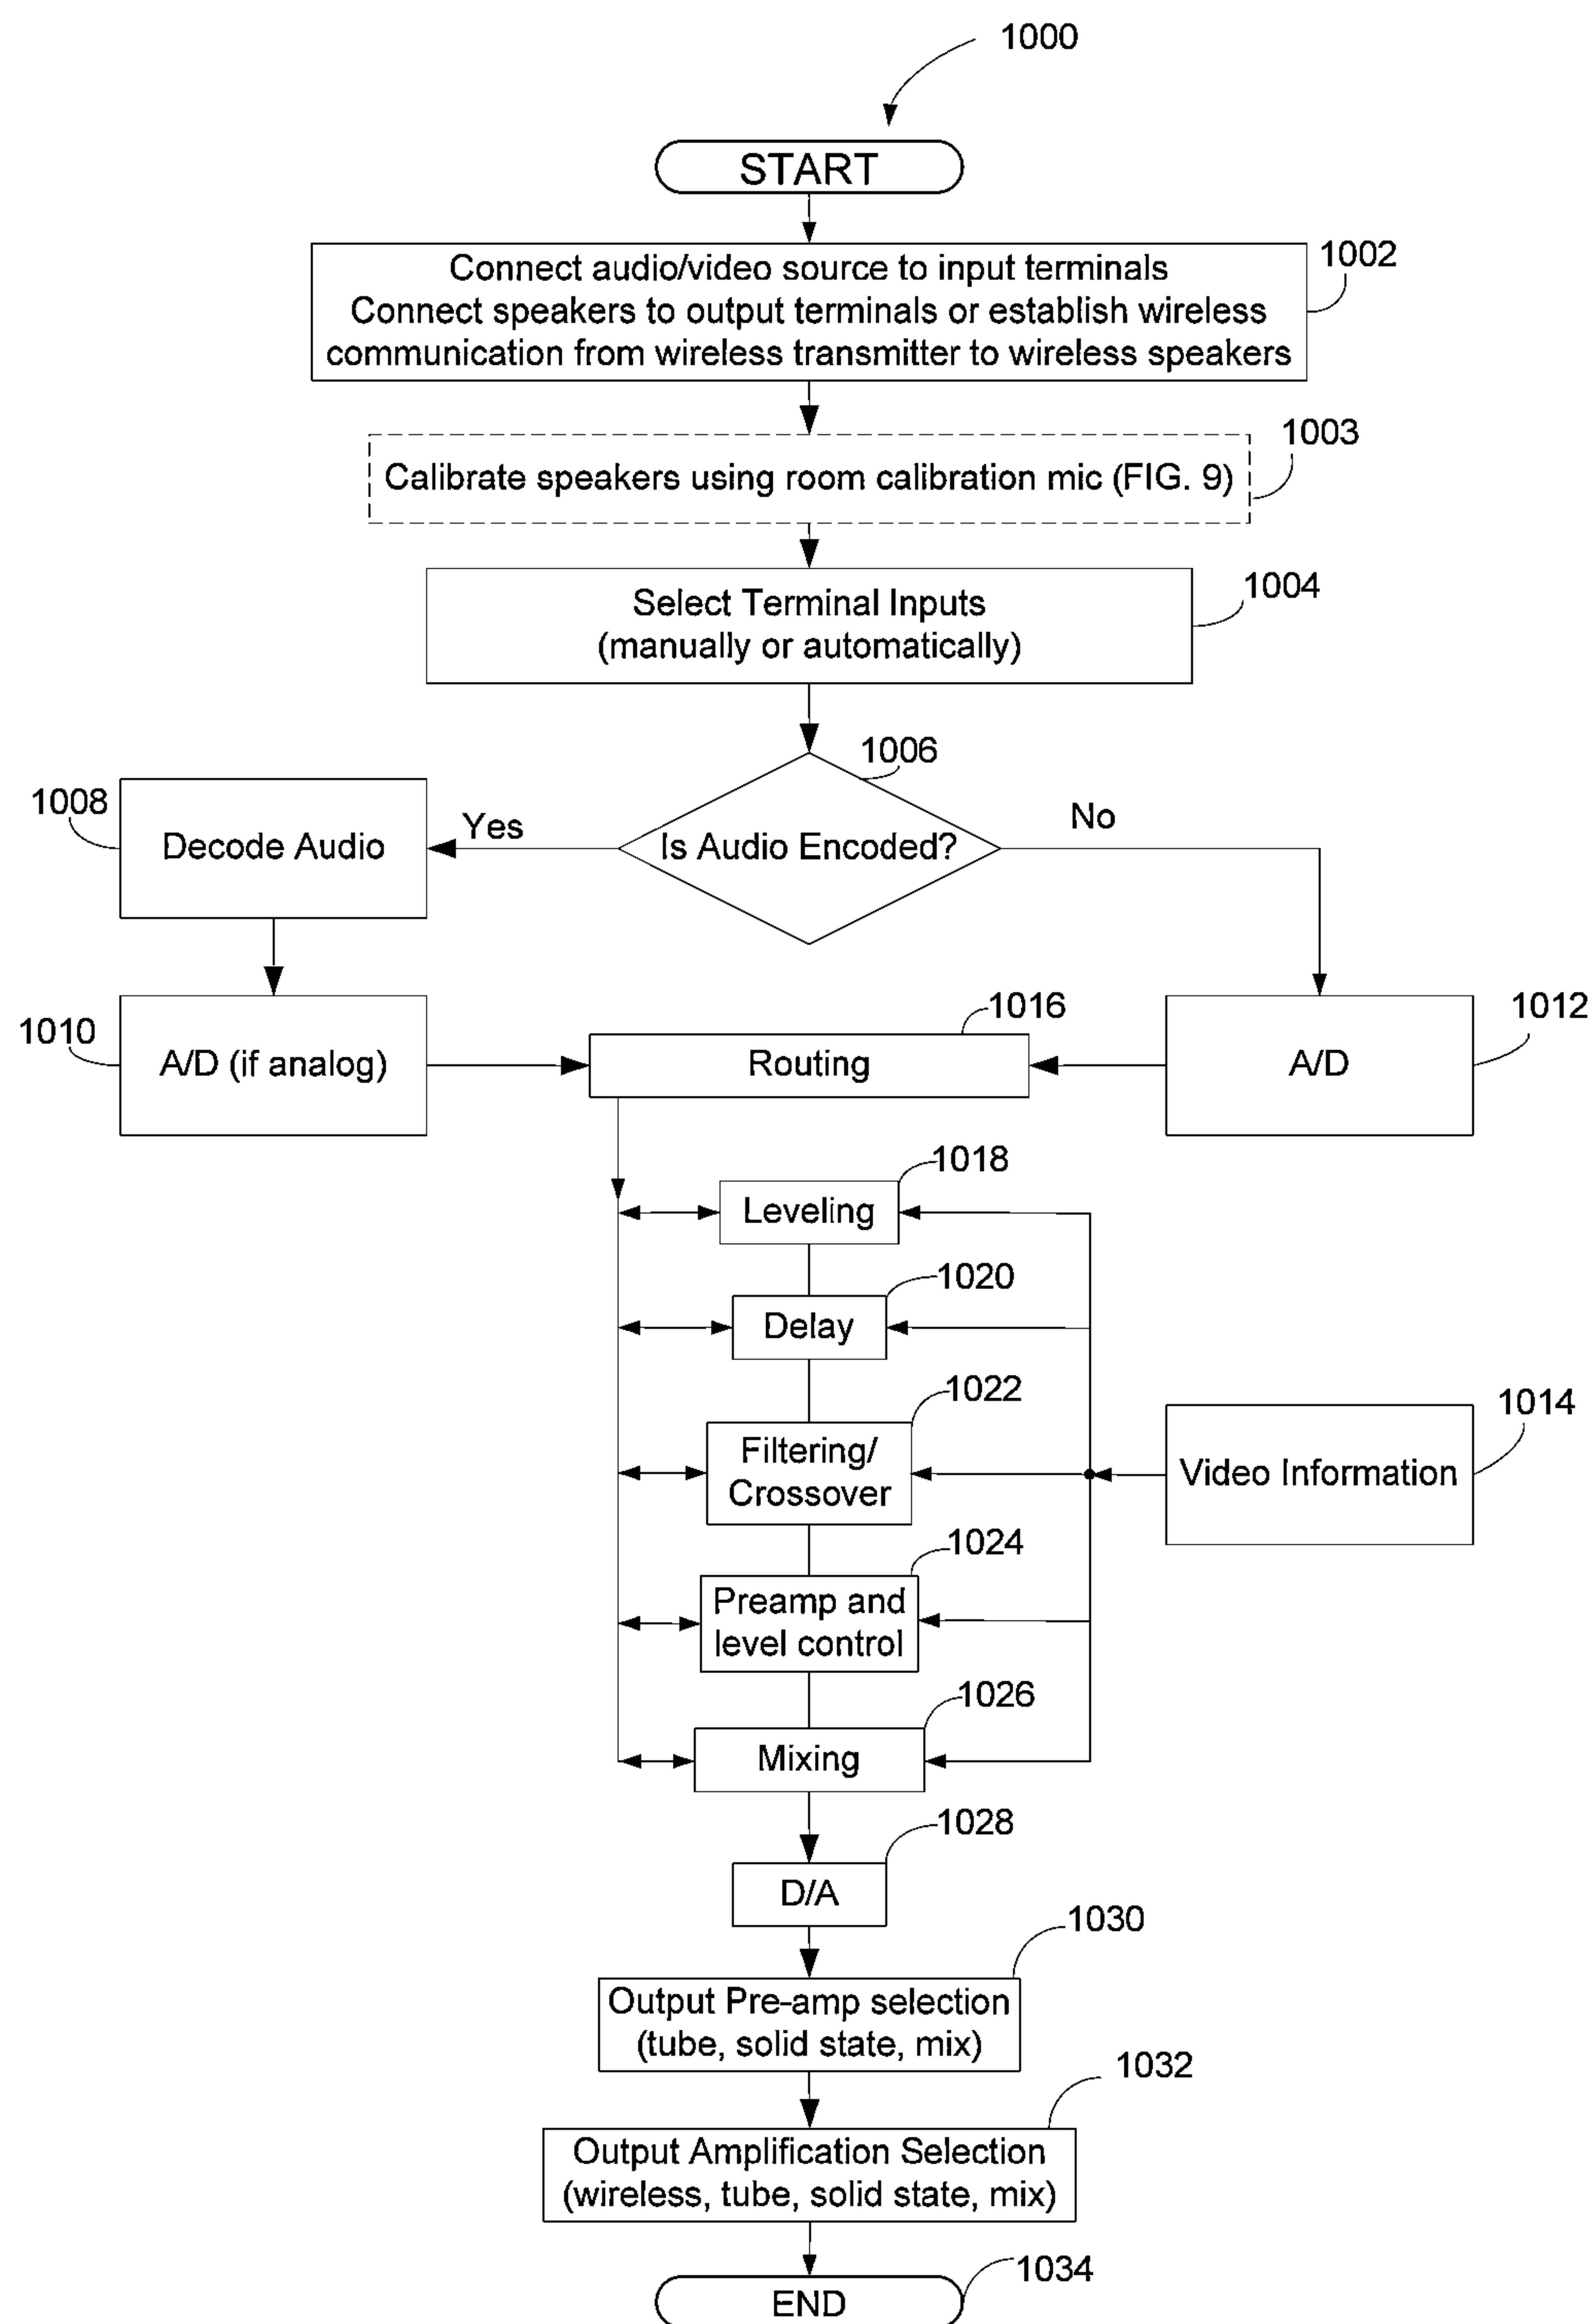 1000
START
Connect audio/video source to input terminals
Connect speakers to output terminals or establish wireless
communication from wireless transmitter to wireless speakers
1002
Calibrate speakers using room calibration mic (FIG. 9)
1003
Select Terminal Inputs
(manually or automatically)
1004
1006
Is Audio Encoded?
Yes
No
1008
Decode Audio
1010
A/D (if analog)
1016
Routing
1012
A/D
1018
Leveling
1020
Delay
1022
Filtering/
Crossover
1014
Video Information
1024
Preamp and
level control
1026
Mixing
1028
D/A
1030
Output Pre-amp selection
(tube, solid state, mix)
1032
Output Amplification Selection
(wireless, tube, solid state, mix)
1034
END